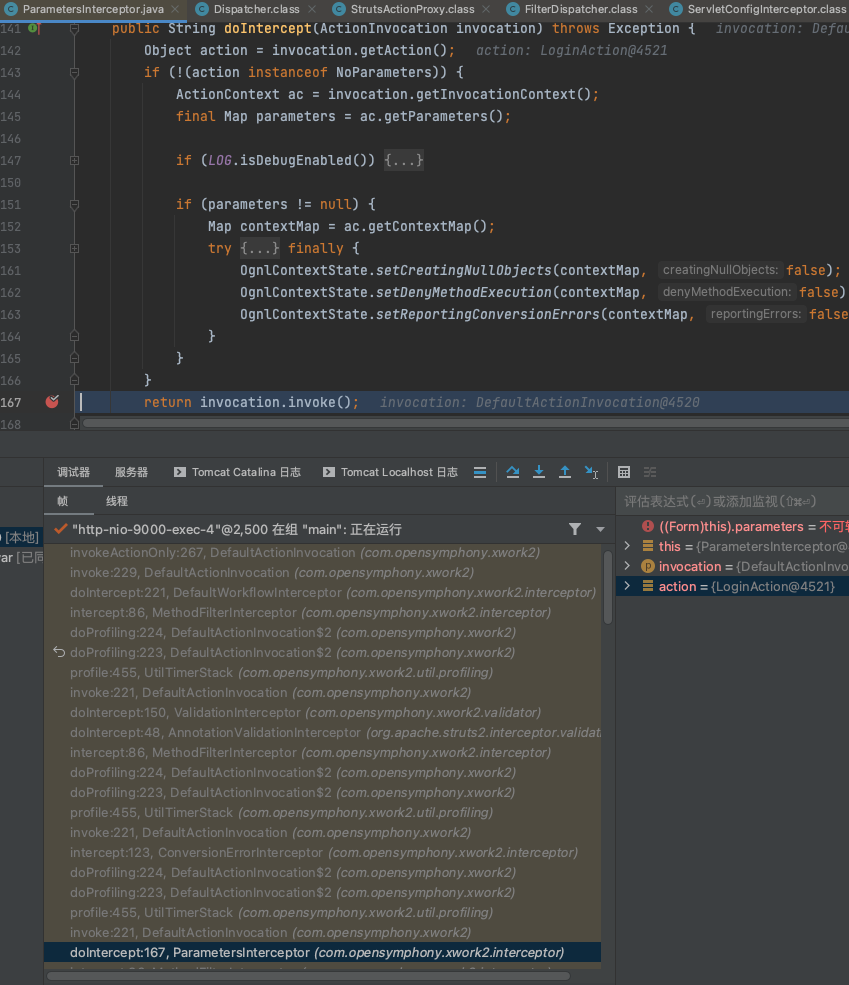 ParametersInterceptor.java × Dispatcher.class × StrutsActionProxy.class × FilterDispatcher.class × ServletConfigInterceptor.class
141 public String doIntercept(ActionInvocation invocation) throws Exception { invocation: Defau
142 Object action = invocation.getAction(); action: LoginAction@4521
143 if (!(action instanceof NoParameters)) {
144 ActionContext ac = invocation.getInvocationContext();
145 final Map parameters = ac.getParameters();
146
147 if (LOG.isDebugEnabled()) {...}
150
151 if (parameters != null) {
152 Map contextMap = ac.getContextMap();
153 try {...} finally {
161 OgnlContextState.setCreatingNullObjects(contextMap, creatingNullObjects: false);
162 OgnlContextState.setDenyMethodExecution(contextMap, denyMethodExecution: false)
163 OgnlContextState.setReportingConversionErrors(contextMap, reportingErrors: false
164 }
165 }
166 }
167 return invocation.invoke(); invocation: DefaultActionInvocation@4520
168
调试器 服务器 Tomcat Catalina 日志 Tomcat Localhost 日志
帧 线程
评估表达式(⏎)或添加监视(⇧⌘⏎)
"http-nio-9000-exec-4"@2,500 在组 "main": 正在运行
[本地]
var [已同
((Form)this).parameters = 不可转
this = {ParametersInterceptor@
invocation = {DefaultActionInvo
action = {LoginAction@4521}
invokeActionOnly:267, DefaultActionInvocation (com.opensymphony.xwork2)
invoke:229, DefaultActionInvocation (com.opensymphony.xwork2)
doIntercept:221, DefaultWorkflowInterceptor (com.opensymphony.xwork2.interceptor)
intercept:86, MethodFilterInterceptor (com.opensymphony.xwork2.interceptor)
doProfiling:224, DefaultActionInvocation$2 (com.opensymphony.xwork2)
doProfiling:223, DefaultActionInvocation$2 (com.opensymphony.xwork2)
profile:455, UtilTimerStack (com.opensymphony.xwork2.util.profiling)
invoke:221, DefaultActionInvocation (com.opensymphony.xwork2)
doIntercept:150, ValidationInterceptor (com.opensymphony.xwork2.validator)
doIntercept:48, AnnotationValidationInterceptor (org.apache.struts2.interceptor.validat
intercept:86, MethodFilterInterceptor (com.opensymphony.xwork2.interceptor)
doProfiling:224, DefaultActionInvocation$2 (com.opensymphony.xwork2)
doProfiling:223, DefaultActionInvocation$2 (com.opensymphony.xwork2)
profile:455, UtilTimerStack (com.opensymphony.xwork2.util.profiling)
invoke:221, DefaultActionInvocation (com.opensymphony.xwork2)
intercept:123, ConversionErrorInterceptor (com.opensymphony.xwork2.interceptor)
doProfiling:224, DefaultActionInvocation$2 (com.opensymphony.xwork2)
doProfiling:223, DefaultActionInvocation$2 (com.opensymphony.xwork2)
profile:455, UtilTimerStack (com.opensymphony.xwork2.util.profiling)
invoke:221, DefaultActionInvocation (com.opensymphony.xwork2)
doIntercept:167, ParametersInterceptor (com.opensymphony.xwork2.interceptor)